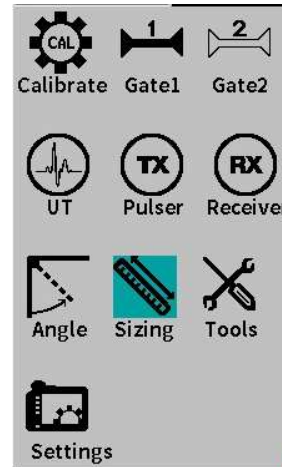 CAL 1 2
Calibrate Gate1 Gate2
TX RX
UT Pulser Receive
Angle Sizing Tools
Settings